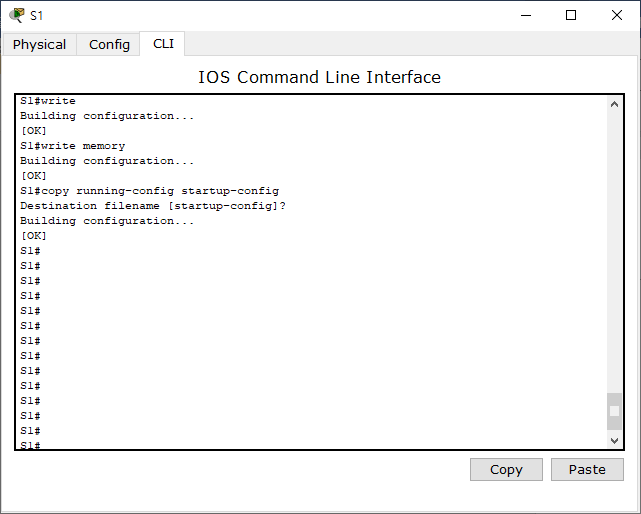 S1
Physical Config CLI
IOS Command Line Interface
S1#write
Building configuration...
[OK]
S1#write memory
Building configuration...
[OK]
S1#copy running-config startup-config
Destination filename [startup-config]?
Building configuration...
[OK]
S1#
S1#
S1#
S1#
S1#
S1#
S1#
S1#
S1#
S1#
S1#
S1#
S1#
S1#
Copy Paste